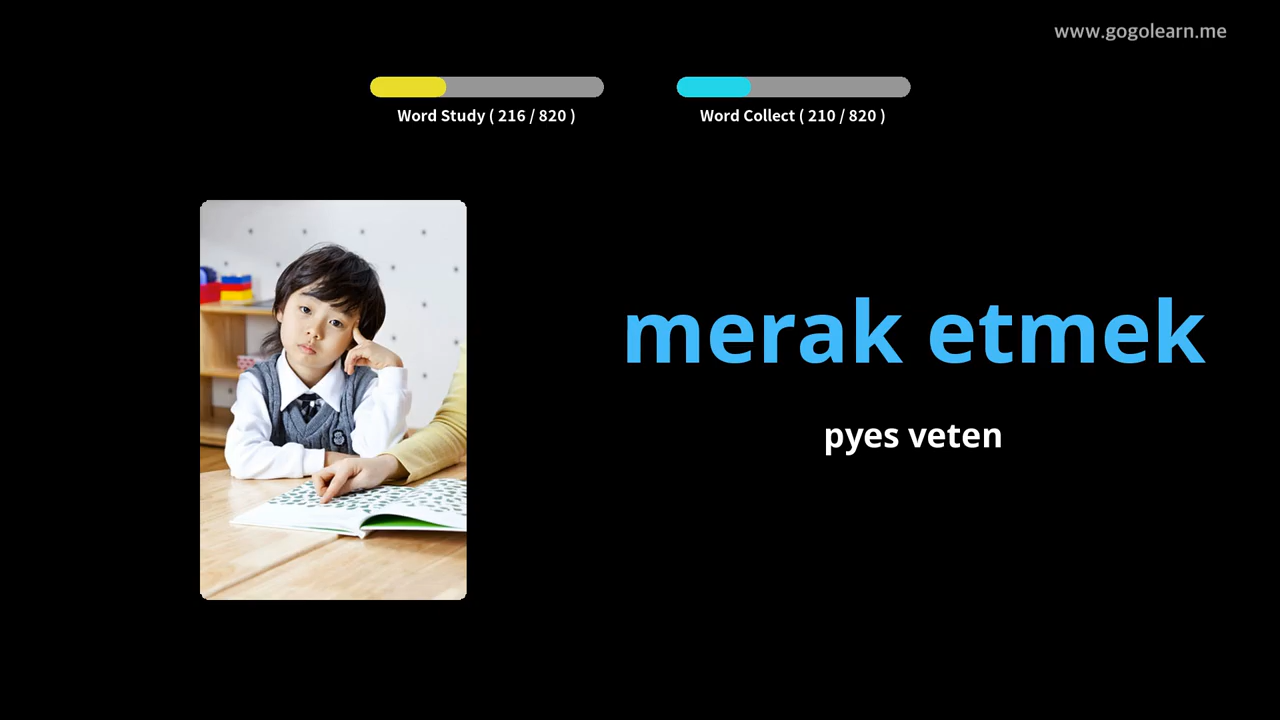 www.gogolearn.me
Word Study ( 216 / 820 )
Word Collect ( 210 / 820 )
merak etmek
pyes veten